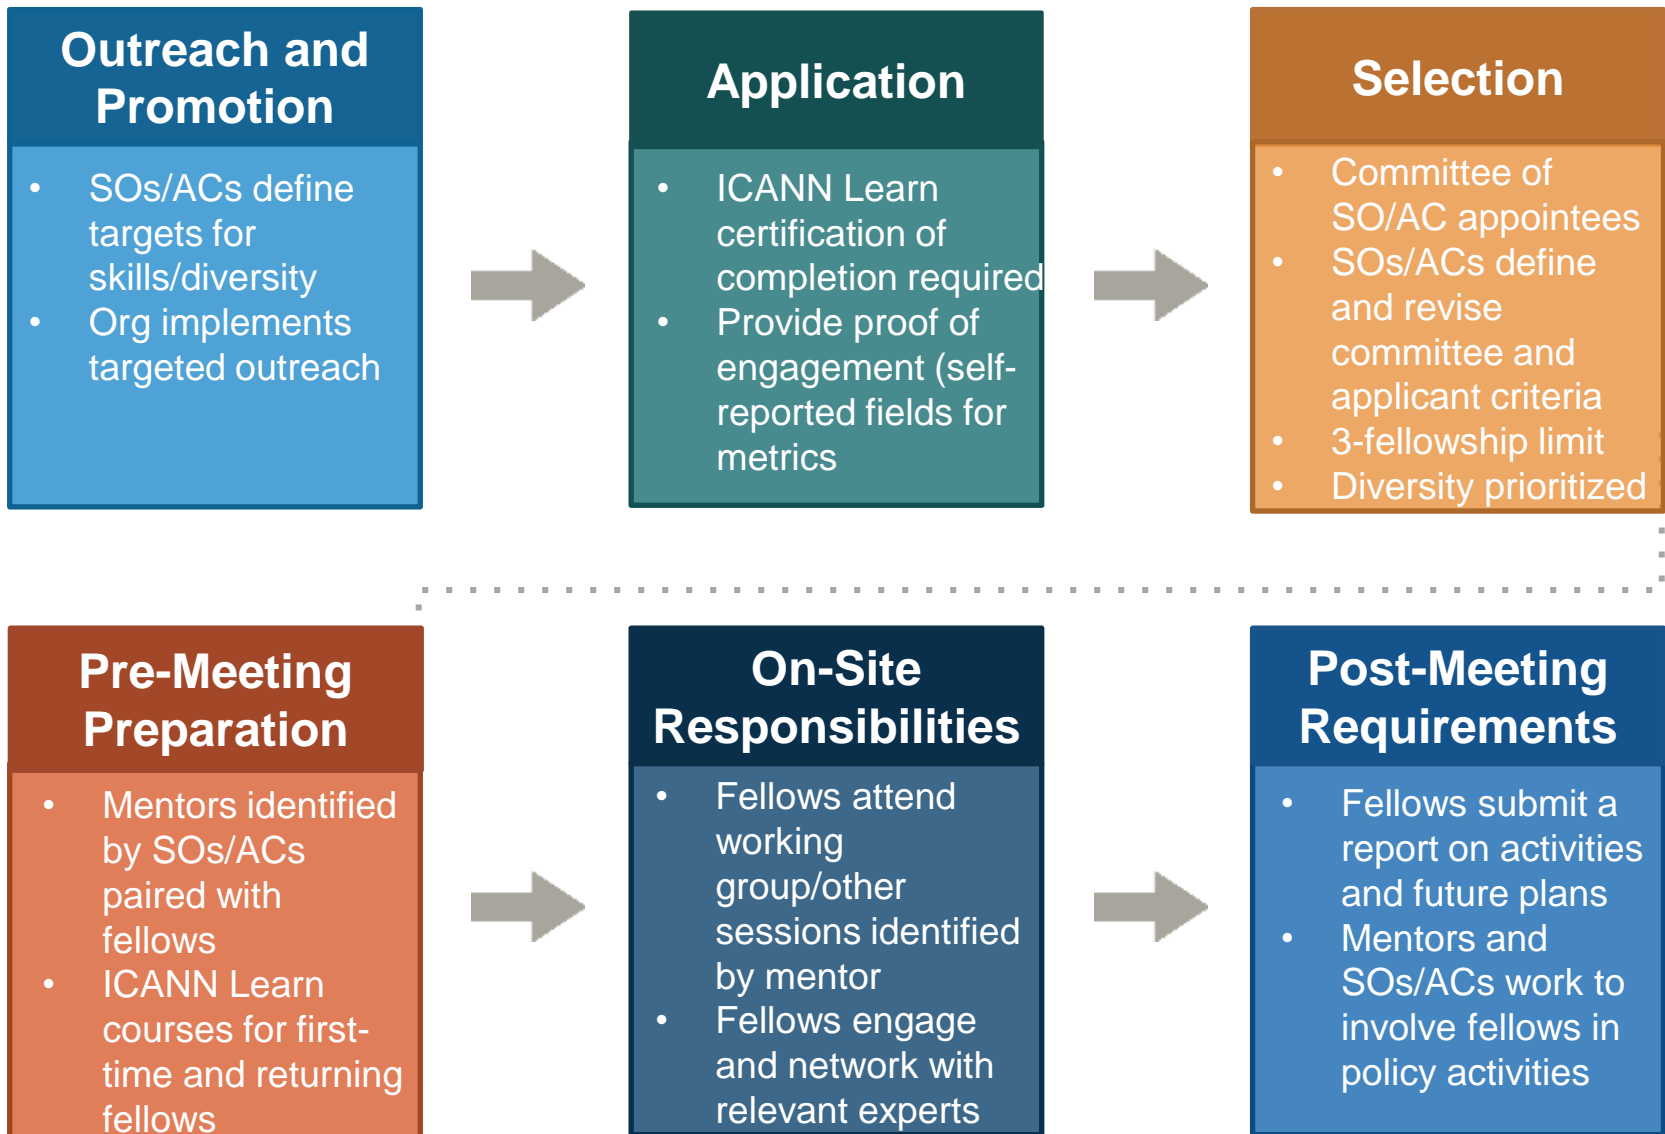 Outreach and
Promotion
• SOs/ACs define
targets for
skills/diversity
• Org implements
targeted outreach
Application
• ICANN Learn
certification of
completion required
• Provide proof of
engagement (self-
reported fields for
metrics
Selection
• Committee of
SO/AC appointees
• SOs/ACs define
and revise
committee and
applicant criteria
• 3-fellowship limit
• Diversity prioritized
Pre-Meeting
Preparation
• Mentors identified
by SOs/ACs
paired with
fellows
• ICANN Learn
courses for first-
time and returning
fellows
On-Site
Responsibilities
• Fellows attend
working
group/other
sessions identified
by mentor
• Fellows engage
and network with
relevant experts
Post-Meeting
Requirements
• Fellows submit a
report on activities
and future plans
• Mentors and
SOs/ACs work to
involve fellows in
policy activities